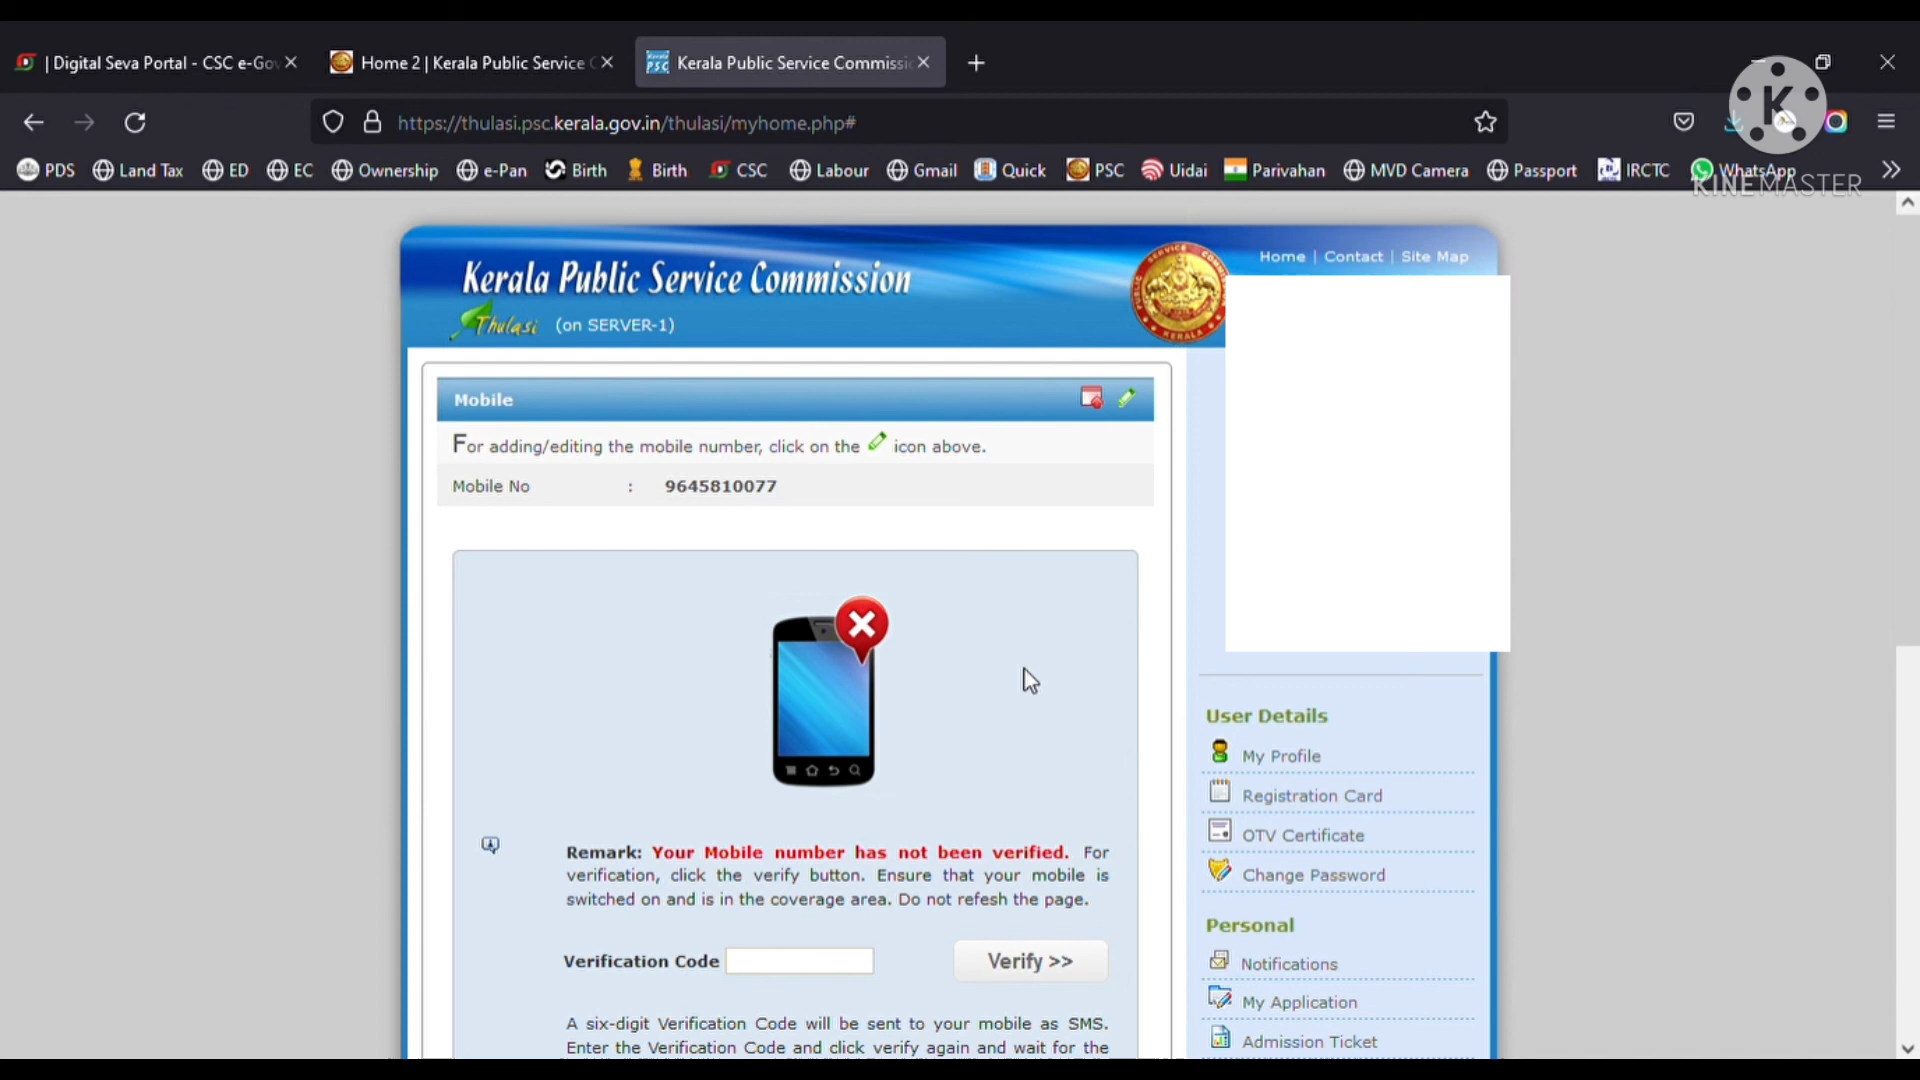 | Digital Seva Portal - CSC e-Gov
Home 2 | Kerala Public Service C
Kerala Public Service Commissi
https://thulasi.psc.kerala.gov.in/thulasi/myhome.php#
PDS Land Tax ED EC Ownership e-Pan Birth Birth CSC Labour Gmail Quick PSC Uidai Parivahan MVD Camera Passport IRCTC WhatsApp
K
KINEMASTER
Kerala Public Service Commission
Thulasi (on SERVER-1)
Home | Contact | Site Map
Mobile
For adding/editing the mobile number, click on the icon above.
Mobile No : 9645810077
Remark: Your Mobile number has not been verified. For
verification, click the verify button. Ensure that your mobile is
switched on and is in the coverage area. Do not refesh the page.
Verification Code
Verify >>
A six-digit Verification Code will be sent to your mobile as SMS.
Enter the Verification Code and click verify again and wait for the
User Details
My Profile
Registration Card
OTV Certificate
Change Password
Personal
Notifications
My Application
Admission Ticket